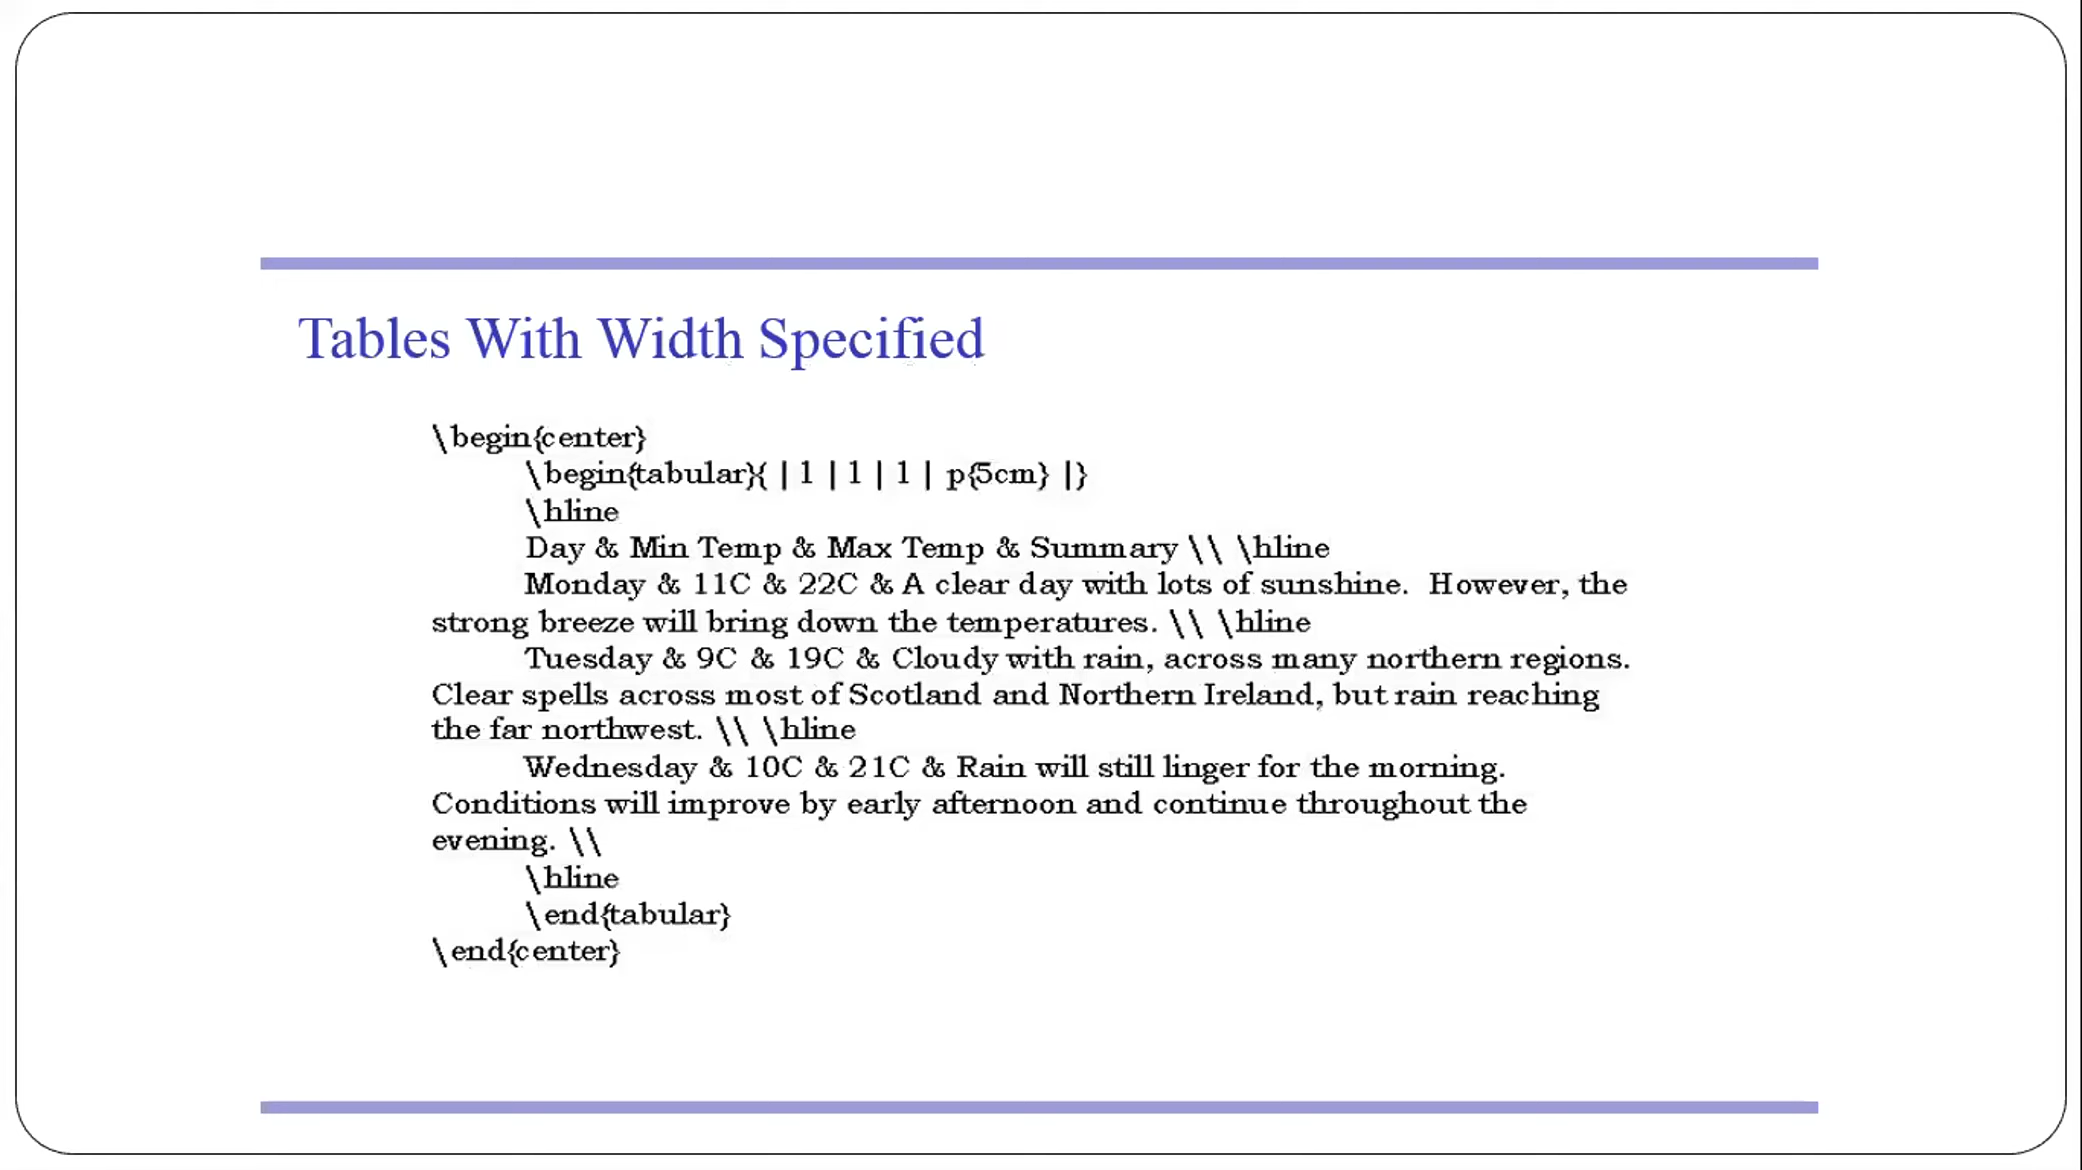 Tables With Width Specified
\begin{center}
\begin{tabular}{ | l | l | l | p{5cm} |}
\hline
Day & Min Temp & Max Temp & Summary \\ \hline
Monday & 11C & 22C & A clear day with lots of sunshine.  However, the
strong breeze will bring down the temperatures. \\ \hline
Tuesday & 9C & 19C & Cloudy with rain, across many northern regions.
Clear spells across most of Scotland and Northern Ireland, but rain reaching
the far northwest. \\ \hline
Wednesday & 10C & 21C & Rain will still linger for the morning.
Conditions will improve by early afternoon and continue throughout the
evening. \\
\hline
\end{tabular}
\end{center}